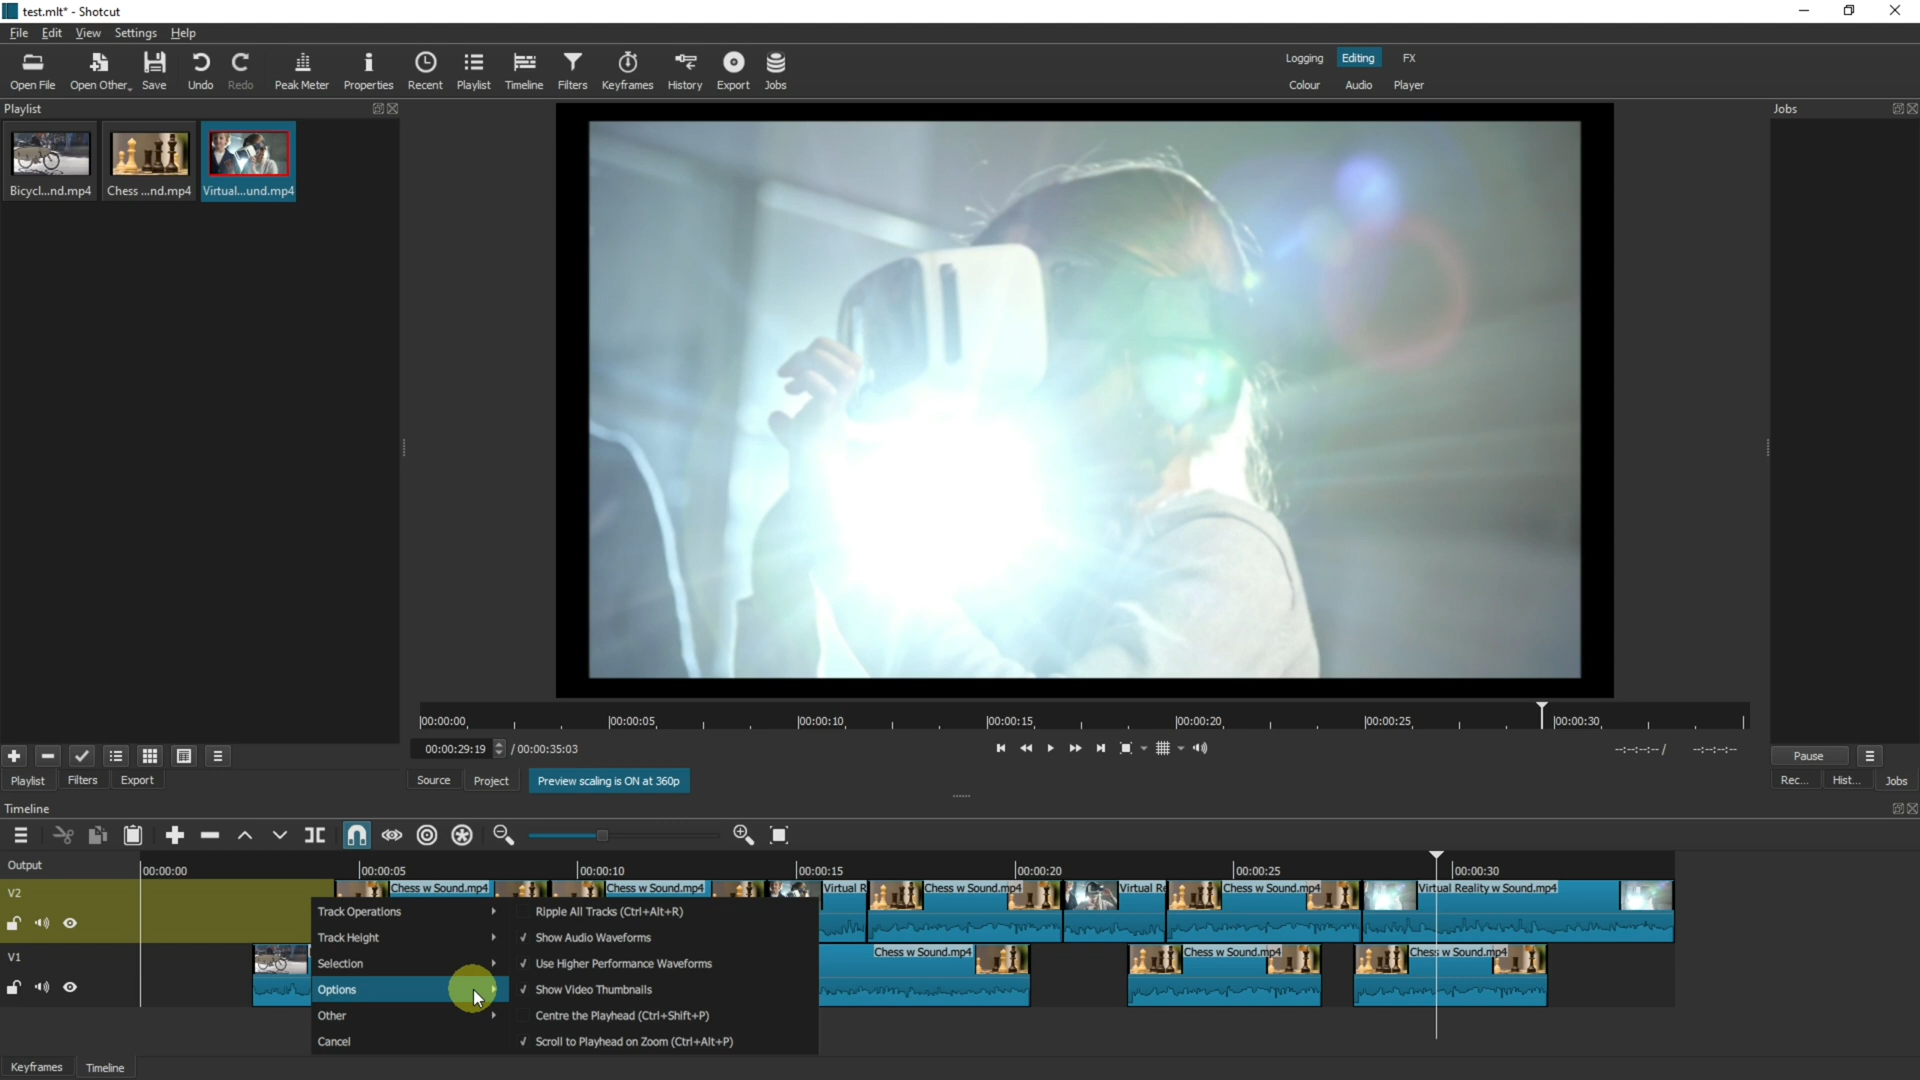 test.mlt* - Shotcut
File Edit View Settings Help
Open File Open Other Save Undo Redo Peak Meter Properties Recent Playlist Timeline Filters Keyframes History Export Jobs
Logging Editing FX
Colour Audio Player
Playlist
Jobs
Bicycl...nd.mp4 Chess ...nd.mp4 Virtual...und.mp4
00:00:00 00:00:05 00:00:10 00:00:15 00:00:20 00:00:25 00:00:30
00:00:29:19 / 00:00:35:03
--:--:--:-- / --:--:--:--
Pause
Playlist Filters Export
Source Project Preview scaling is ON at 360p
Rec... Hist... Jobs
Timeline
Output
00:00:00 00:00:05 00:00:10 00:00:15 00:00:20 00:00:25 00:00:30
V2
Chess w Sound.mp4 Chess w Sound.mp4 Virtual R Chess w Sound.mp4 Virtual Re Chess w Sound.mp4 Virtual Reality w Sound.mp4
V1
Chess w Sound.mp4 Chess w Sound.mp4 Chess w Sound.mp4
Track Operations
Track Height
Selection
Options
Other
Cancel
Ripple All Tracks (Ctrl+Alt+R)
Show Audio Waveforms
Use Higher Performance Waveforms
Show Video Thumbnails
Centre the Playhead (Ctrl+Shift+P)
Scroll to Playhead on Zoom (Ctrl+Alt+P)
Keyframes Timeline